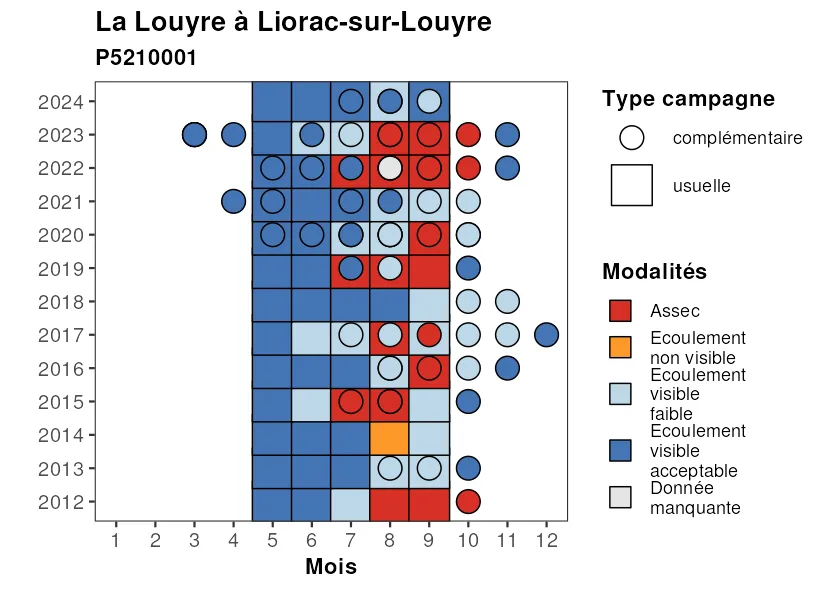 La Louyre à Liorac-sur-Louyre
P5210001
2024
2023
2022
2021
2020
2019
2018
2017
2016
2015
2014
2013
2012
1 2 3 4 5 6 7 8 9 10 11 12
Mois
Type campagne
complémentaire
usuelle
Modalités
Assec
Ecoulement
non visible
Ecoulement
visible
faible
Ecoulement
visible
acceptable
Donnée
manquante